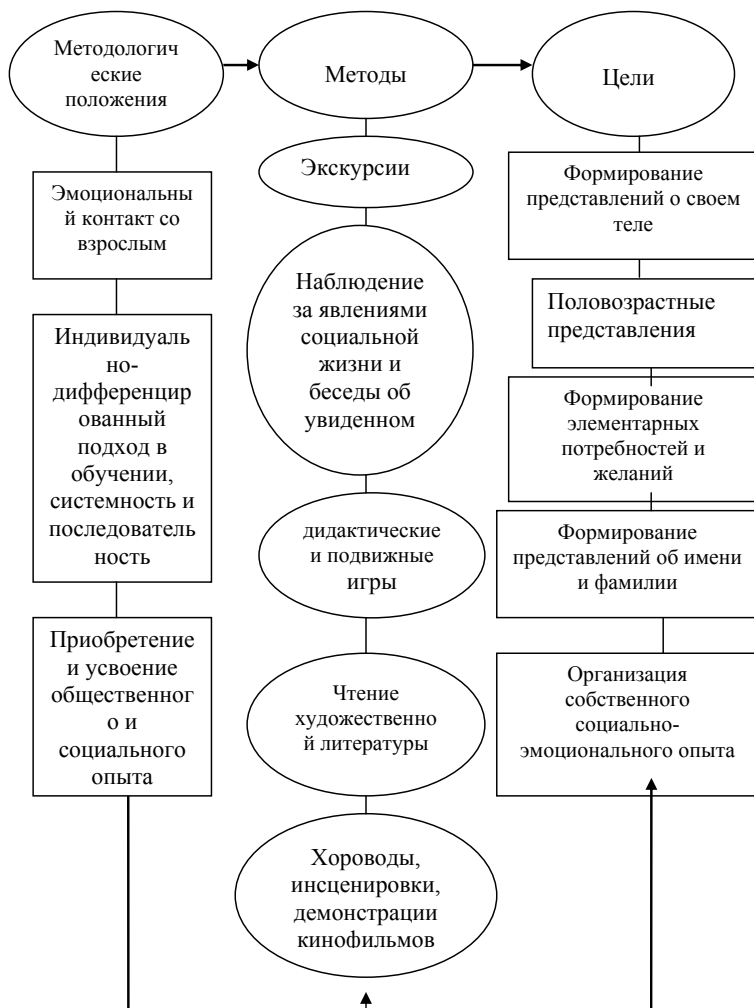 Методологич
еские
положения
Эмоциональны
й контакт со
взрослым
Индивидуаль
но-
дифференцир
ованный
подход в
обучении,
системность и
последователь
ность
Приобретение
и усвоение
общественног
о и
социального
опыта
Методы
Экскурсии
Наблюдение
за явлениями
социальной
жизни и
беседы об
увиденном
дидактические
и подвижные
игры
Чтение
художественно
й литературы
Хороводы,
инсценировки,
демонстрации
кинофильмов
Цели
Формирование
представлений о своем
теле
Половозрастные
представления
Формирование
элементарных
потребностей и
желаний
Формирование
представлений об имени
и фамилии
Организация
собственного
социально-
эмоционального опыта